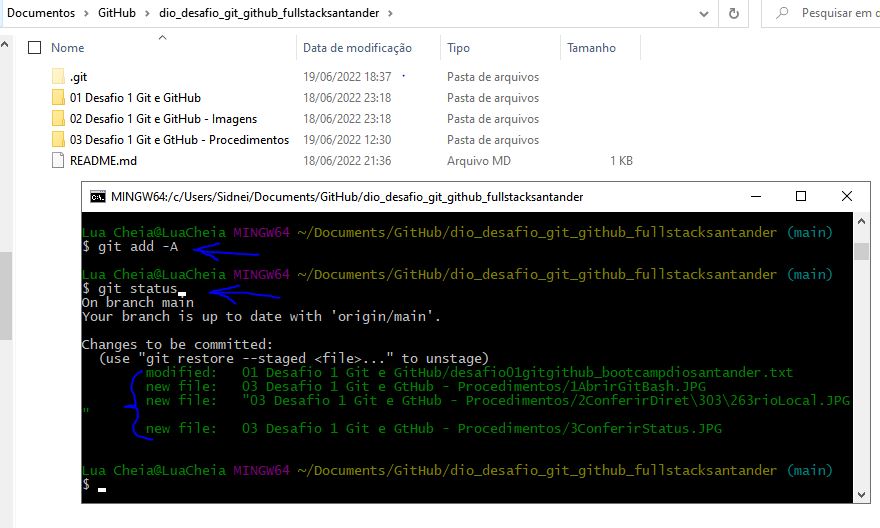 Documentos > GitHub > dio_desafio_git_github_fullstacksantander >
Pesquisar em d
Nome Data de modificação Tipo Tamanho
.git 19/06/2022 18:37 Pasta de arquivos
01 Desafio 1 Git e GitHub 18/06/2022 23:18 Pasta de arquivos
02 Desafio 1 Git e GitHub - Imagens 18/06/2022 23:18 Pasta de arquivos
03 Desafio 1 Git e GtHub - Procedimentos 19/06/2022 12:30 Pasta de arquivos
README.md 18/06/2022 21:36 Arquivo MD 1 KB
MINGW64:/c/Users/Sidnei/Documents/GitHub/dio_desafio_git_github_fullstacksantander
Lua Cheia@LuaCheia MINGW64 ~/Documents/GitHub/dio_desafio_git_github_fullstacksantander (main)
$ git add -A
Lua Cheia@LuaCheia MINGW64 ~/Documents/GitHub/dio_desafio_git_github_fullstacksantander (main)
$ git status
On branch main
Your branch is up to date with 'origin/main'.
Changes to be committed:
(use "git restore --staged <file>..." to unstage)
modified: 01 Desafio 1 Git e GitHub/desafio01gitgithub_bootcampdiosantander.txt
new file: 03 Desafio 1 Git e GtHub - Procedimentos/1AbrirGitBash.JPG
new file: "03 Desafio 1 Git e GtHub - Procedimentos/2ConferirDiret\303\263rioLocal.JPG
"
new file: 03 Desafio 1 Git e GtHub - Procedimentos/3ConferirStatus.JPG
Lua Cheia@LuaCheia MINGW64 ~/Documents/GitHub/dio_desafio_git_github_fullstacksantander (main)
$